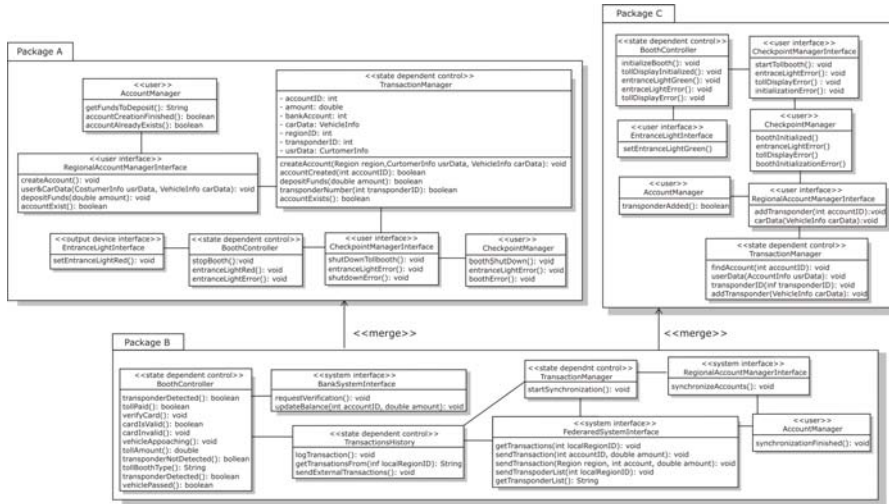 Package A
<<user>>
AccountManager
getFundsToDeposit(): String
accountCreationFinished(): boolean
accountAlreadyExists(): boolean
<<state dependent control>>
TransactionManager
- accountID: int
- amount: double
- bankAccount: int
- carData: VehicleInfo
- regionID: int
- transponderID: int
- usrData: CurtomerInfo
createAccount(Region region,CurtomerInfo usrData, VehicleInfo carData): void
accountCreated(int accountID): boolean
depositFunds(double amount): boolean
transponderNumber(int transponderID): boolean
accountExists(): boolean
<<user interface>>
RegionalAccountManagerInterface
createAccount(): void
user&CarData(CostumerInfo usrData, VehicleInfo carData): void
depositFunds(double amount): void
accountExist(): boolean
<<output device interface>>
EntranceLightInterface
setEntranceLightRed(): void
<<state dependent control>>
BoothController
stopBooth():void
entranceLightRed(): void
entranceLightError(): void
<<user interface>>
CheckpointManagerInterface
shutDownTollbooth(): void
entranceLightError(): void
shutdownError(): void
<<user>>
CheckpointManager
boothShutDown(): void
entranceLightError(): void
boothError(): void
Package C
<<state dependent control>>
BoothController
initializeBooth(): void
tollDisplayInitialized(): void
entranceLightGreen(): void
entraceLightError(): void
tollDisplayError(): void
<<user interface>>
CheckpointManagerInterface
startTollbooth(): void
entraceLightError(): void
tollDisplayError() : void
initializationError(): void
<<user interface>>
EntranceLightInterface
setEntranceLightGreen()
<<user>>
CheckpointManager
boothInitialized()
entranceLightError()
tollDisplayError()
boothInitializationError()
<<user>>
AccountManager
transponderAdded(): boolean
<<user interface>>
RegionalAccountManagerInterface
addTransponder(int accountID):void
carData(VehicleInfo carData):void
<<state dependent control>>
TransactionManager
findAccount(int accountID): void
userData(AccountInfo usrData): void
transponderID(inf transponderID): void
addTransponder(VehicleInfo carData): void
<<merge>>
<<merge>>
Package B
<<state dependent control>>
BoothController
transponderDetected(): boolean
tollPaid(): boolean
verifyCard(): void
cardIsValid(): boolean
cardInvalid(): void
vehicleAppoaching(): void
tollAmount(): double
transponderNotDetected(): bollean
tollBoothType(): String
transponderDetected(): boolean
vehiclePassed(): boolean
<<system interface>>
BankSystemInterface
requestVerification(): void
updateBalance(int accountID, double amount): void
<<state dependent control>>
TransactionsHistory
logTransaction(): void
getTransationsFrom(inf localRegionID): String
sendExternalTransactions(): void
<<state dependnt control>>
TransactionManager
startSynchronization(): void
<<system interface>>
RegionalAccountManagerInterface
synchronizeAccounts(): void
<<system interface>>
FederaredSystemInterface
getTransactions(int localRegionID): void
sendTransaction(int accountID, double amount): void
sendTransaction(Region region, int account, double amount): void
sendTranspoderList(int localRegionID): void
getTransponderList(): String
<<user>>
AccountManager
synchronizationFinished(): void